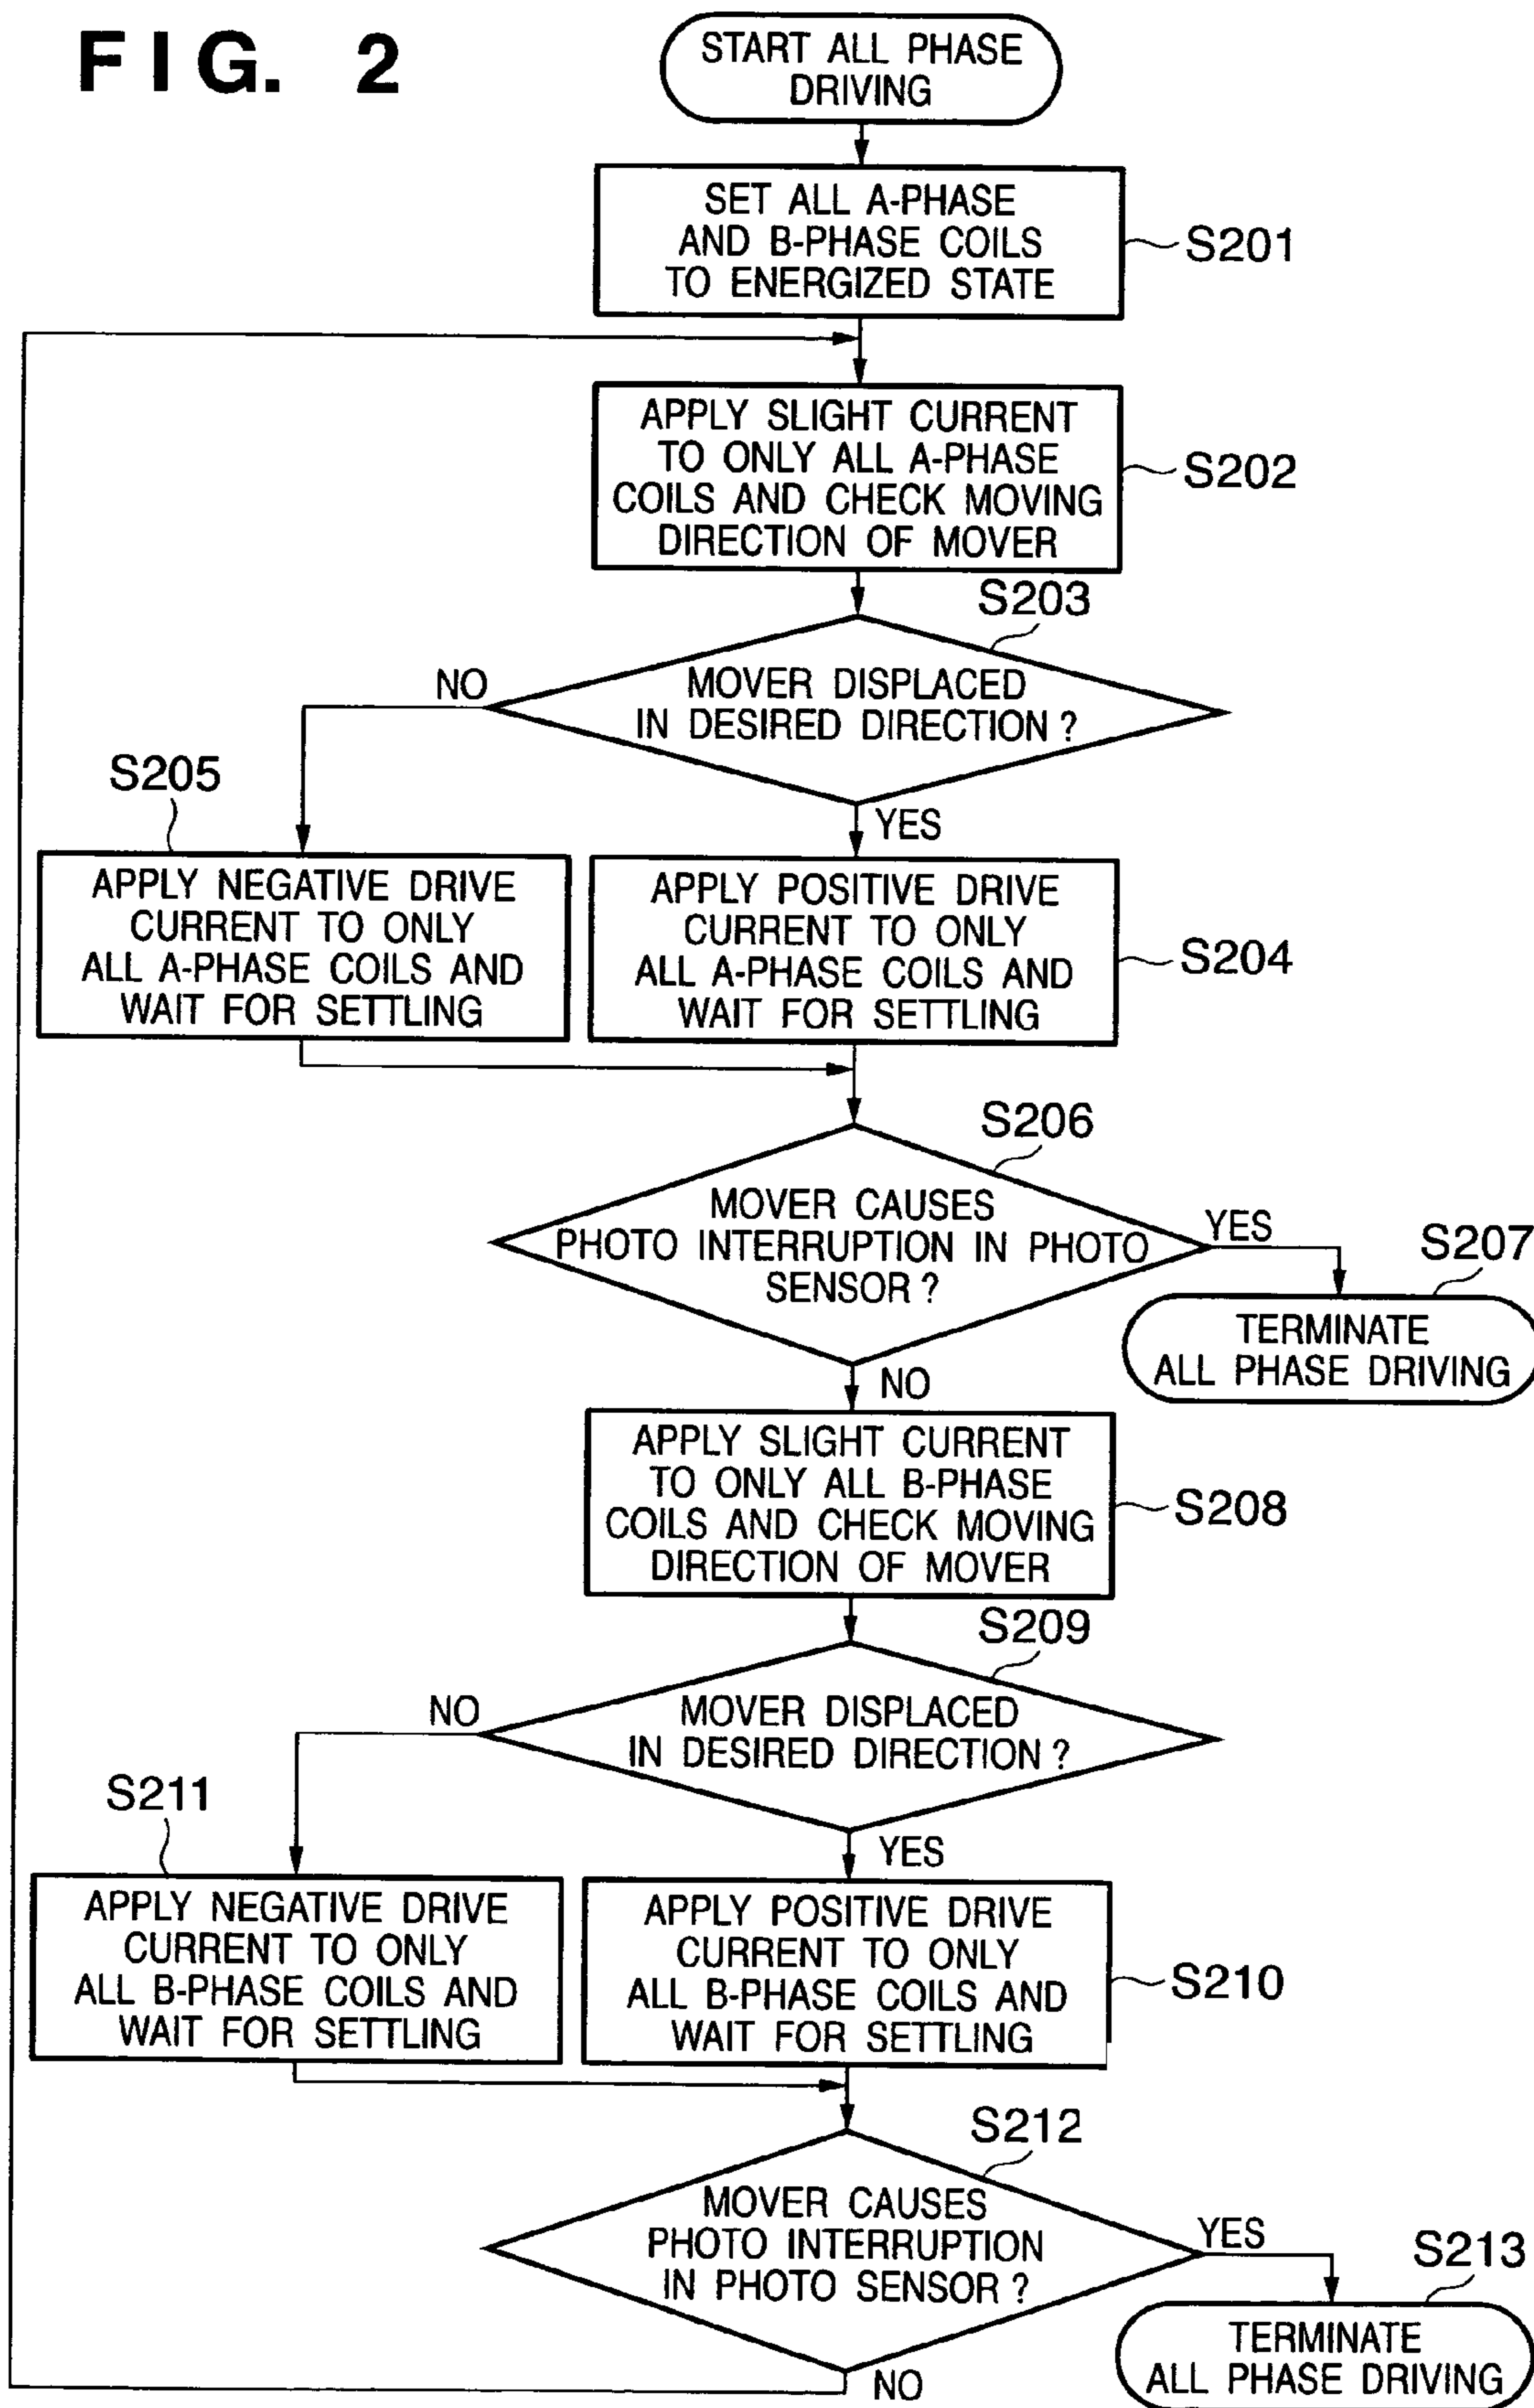 FIG. 2
START ALL PHASE
DRIVING
SET ALL A-PHASE
AND B-PHASE COILS
TO ENERGIZED STATE
S201
APPLY SLIGHT CURRENT
TO ONLY ALL A-PHASE
COILS AND CHECK MOVING
DIRECTION OF MOVER
S202
S203
MOVER DISPLACED
IN DESIRED DIRECTION?
NO
YES
S205
APPLY NEGATIVE DRIVE
CURRENT TO ONLY
ALL A-PHASE COILS AND
WAIT FOR SETTLING
APPLY POSITIVE DRIVE
CURRENT TO ONLY
ALL A-PHASE COILS AND
WAIT FOR SETTLING
S204
S206
MOVER CAUSES
PHOTO INTERRUPTION IN PHOTO
SENSOR?
YES
S207
TERMINATE
ALL PHASE DRIVING
NO
APPLY SLIGHT CURRENT
TO ONLY ALL B-PHASE
COILS AND CHECK MOVING
DIRECTION OF MOVER
S208
S209
MOVER DISPLACED
IN DESIRED DIRECTION?
NO
YES
S211
APPLY NEGATIVE DRIVE
CURRENT TO ONLY
ALL B-PHASE COILS AND
WAIT FOR SETTLING
APPLY POSITIVE DRIVE
CURRENT TO ONLY
ALL B-PHASE COILS AND
WAIT FOR SETTLING
S210
S212
MOVER CAUSES
PHOTO INTERRUPTION
IN PHOTO SENSOR?
YES
S213
TERMINATE
ALL PHASE DRIVING
NO